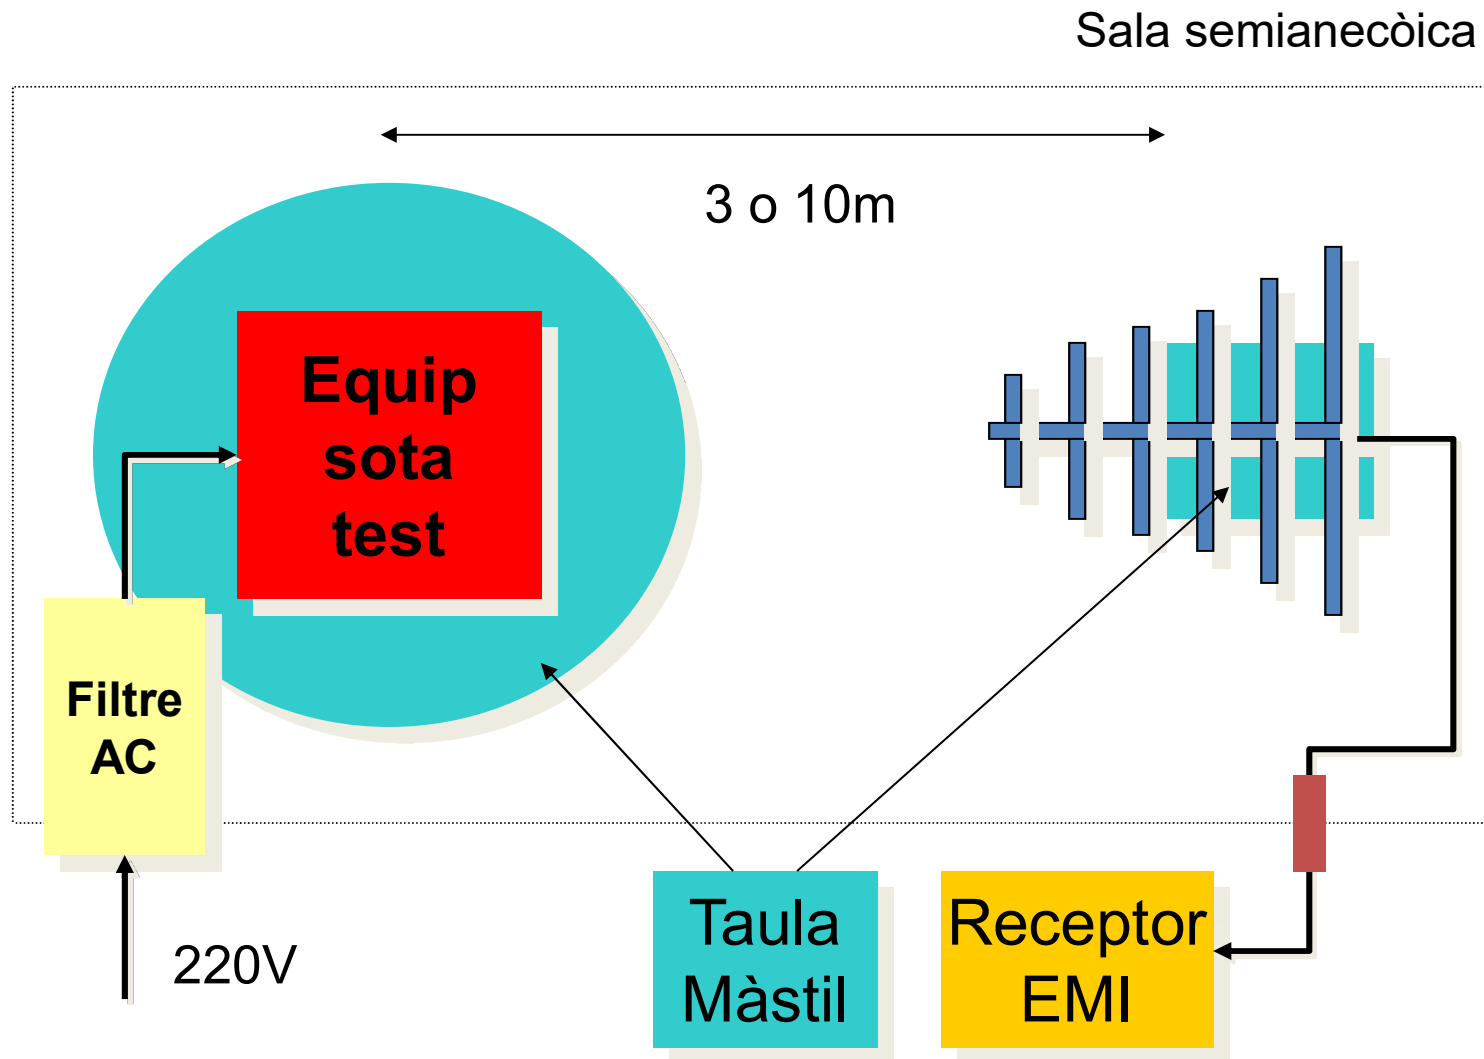 Sala semianecòica
3 o 10m
Equip
sota
test
Filtre
AC
220V
Taula
Màstil
Receptor
EMI